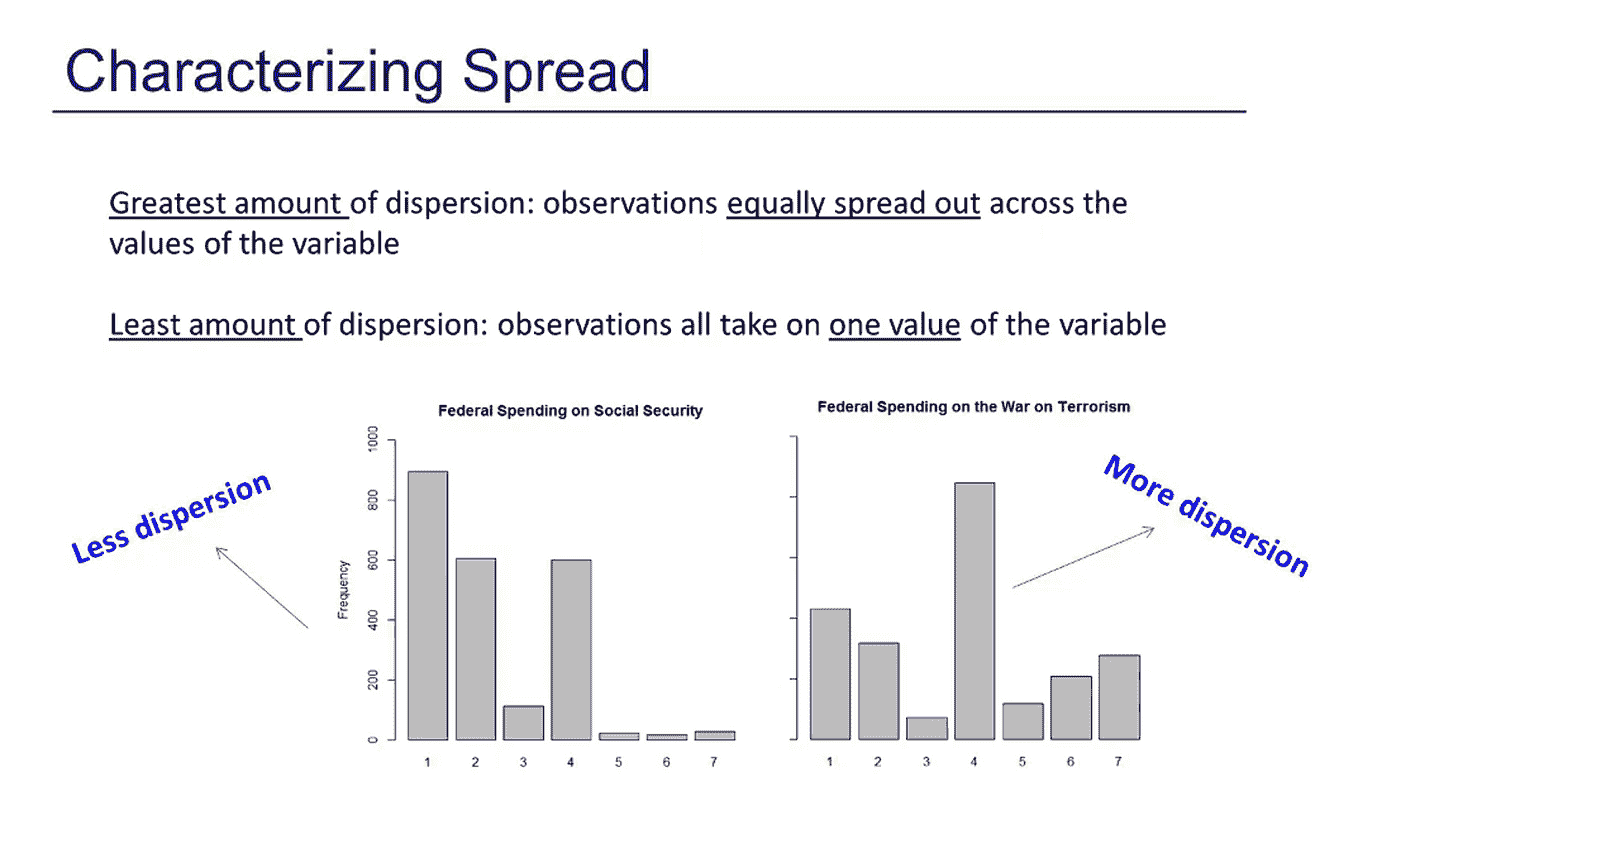 Characterizing Spread
Greatest amount of dispersion: observations equally spread out across the
values of the variable
Least amount of dispersion: observations all take on one value of the variable
Federal Spending on Social Security
Federal Spending on the War on Terrorism
Less dispersion
More dispersion
Frequency
1000
800
600
400
200
0
1 2 3 4 5 6 7
1 2 3 4 5 6 7